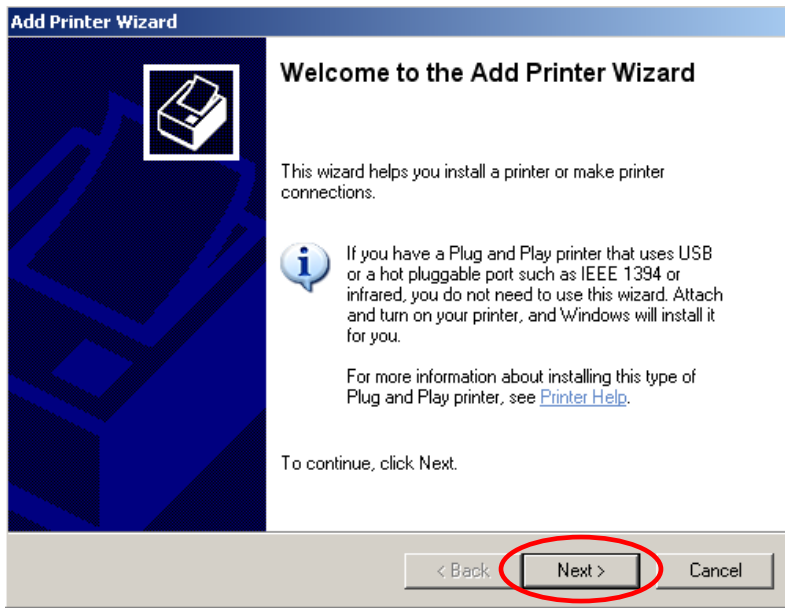 Add Printer Wizard
Welcome to the Add Printer Wizard
This wizard helps you install a printer or make printer
connections.
If you have a Plug and Play printer that uses USB
or a hot pluggable port such as IEEE 1394 or
infrared, you do not need to use this wizard. Attach
and turn on your printer, and Windows will install it
for you.
For more information about installing this type of
Plug and Play printer, see Printer Help.
To continue, click Next.
< Back Next > Cancel